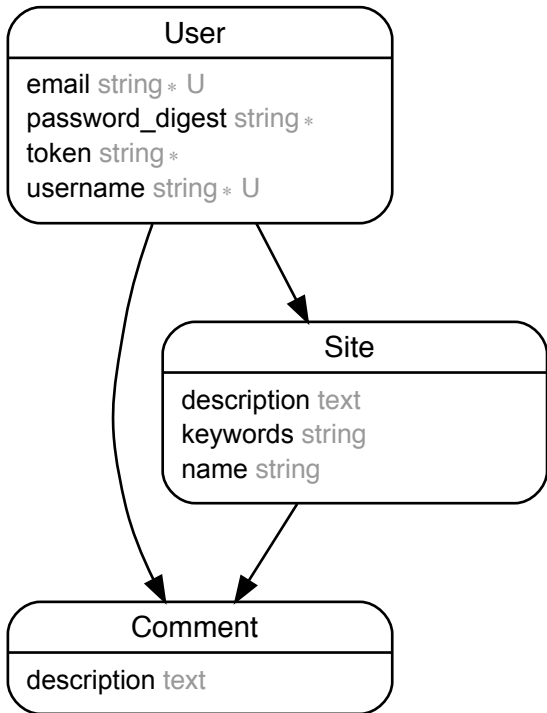 User
email string ∗ U
password_digest string ∗
token string ∗
username string ∗ U
Site
description text
keywords string
name string
Comment
description text